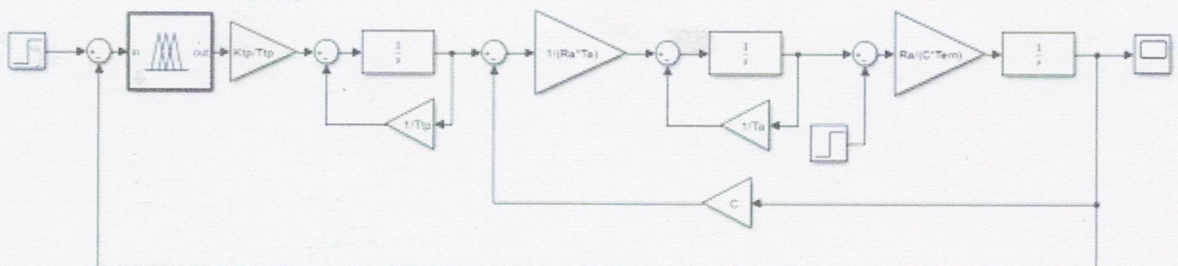 in
out
Ktp/Ttp
1/s
1/(Ra*Ta)
1/s
Ra/(C*Tem)
1/s
1/Ttp
1/Ta
C